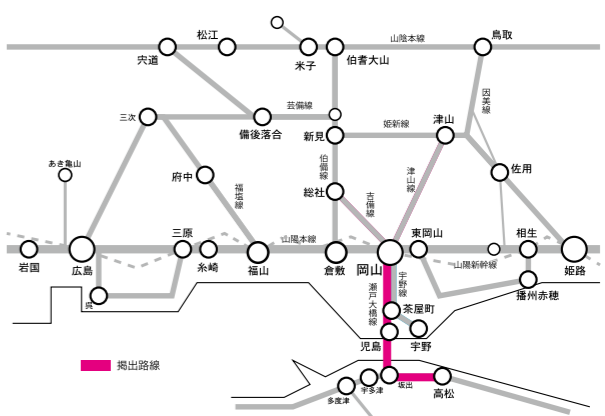 松江
山陰本線
鳥取
宍道
米子
伯耆大山
因美線
三次
芸備線
備後落合
新見
姫新線
津山
あき亀山
府中
伯備線
津山線
佐用
総社
福塩線
吉備線
三原
山陽本線
東岡山
相生
岩国
広島
糸崎
福山
倉敷
岡山
山陽新幹線
姫路
呉
瀬戸大橋線
宇野線
播州赤穂
茶屋町
児島
宇野
掲出路線
宇多津
坂出
高松
多度津